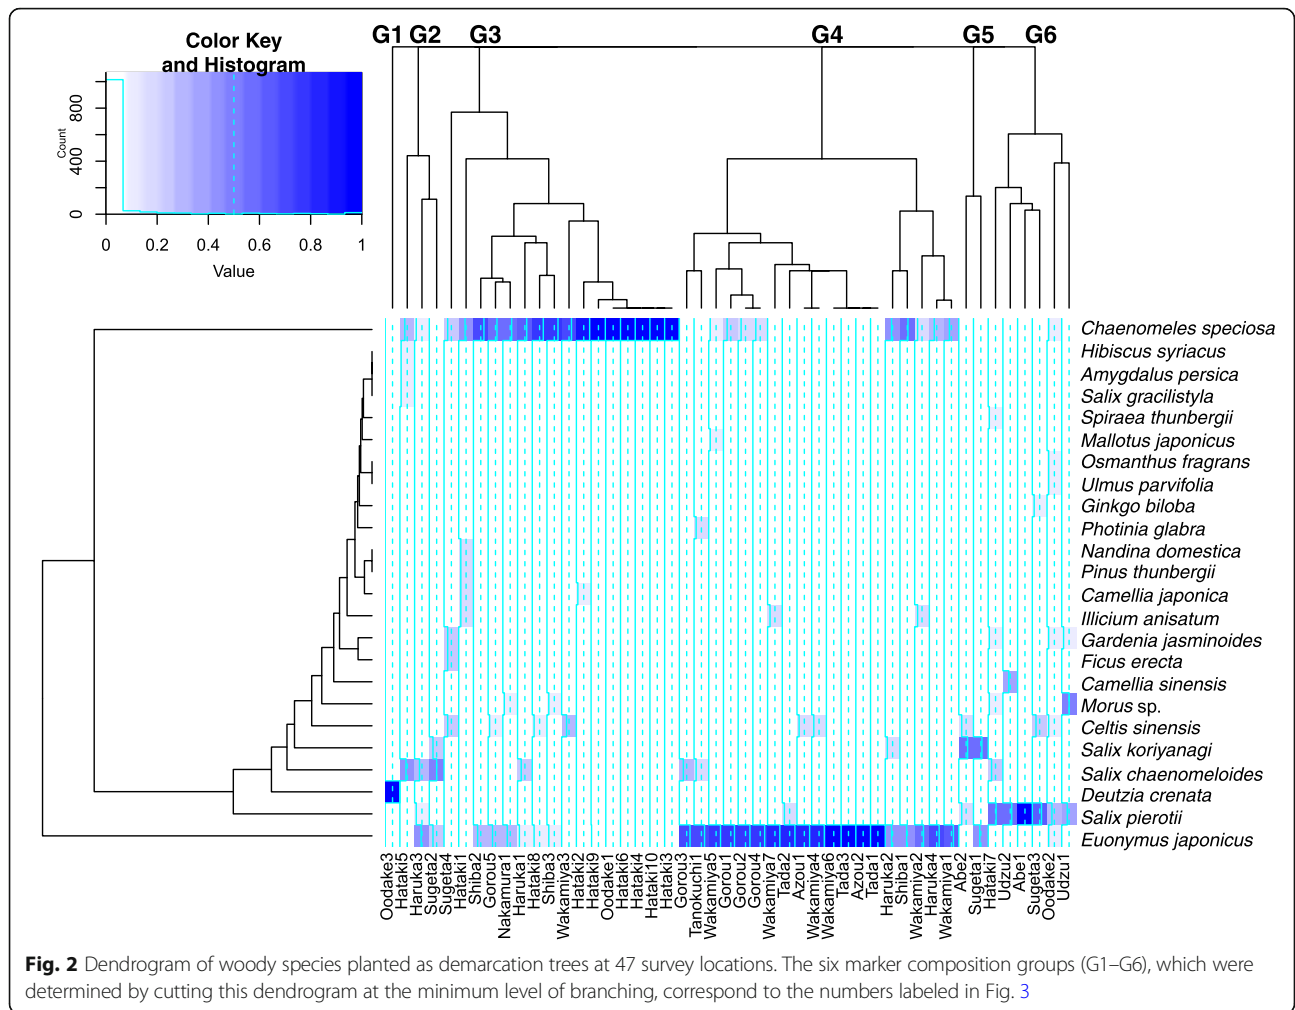 G1 G2 G3 G4 G5 G6
Color Key
and Histogram
Count
0 400 800
0 0.2 0.4 0.6 0.8 1
Value
Chaenomeles speciosa
Hibiscus syriacus
Amygdalus persica
Salix gracilistyla
Spiraea thunbergii
Mallotus japonicus
Osmanthus fragrans
Ulmus parvifolia
Ginkgo biloba
Photinia glabra
Nandina domestica
Pinus thunbergii
Camellia japonica
Illicium anisatum
Gardenia jasminoides
Ficus erecta
Camellia sinensis
Morus sp.
Celtis sinensis
Salix koriyanagi
Salix chaenomeloides
Deutzia crenata
Salix pierotii
Euonymus japonicus
Oodake3
Hataki5
Haruka3
Sugeta2
Sugeta4
Hataki1
Shiba2
Gorou5
Nakamura1
Haruka1
Hataki8
Shiba3
Wakamiya3
Hataki2
Hataki9
Oodake1
Hataki6
Hataki4
Hataki10
Hataki3
Gorou3
Tanokuchi1
Wakamiya5
Gorou1
Gorou2
Gorou4
Wakamiya7
Tada2
Azou1
Wakamiya4
Wakamiya6
Tada3
Azou2
Tada1
Haruka2
Shiba1
Wakamiya2
Haruka4
Wakamiya1
Abe2
Sugeta1
Hataki7
Udzu2
Abe1
Sugeta3
Oodake2
Udzu1
Fig. 2 Dendrogram of woody species planted as demarcation trees at 47 survey locations. The six marker composition groups (G1–G6), which were
determined by cutting this dendrogram at the minimum level of branching, correspond to the numbers labeled in Fig. 3